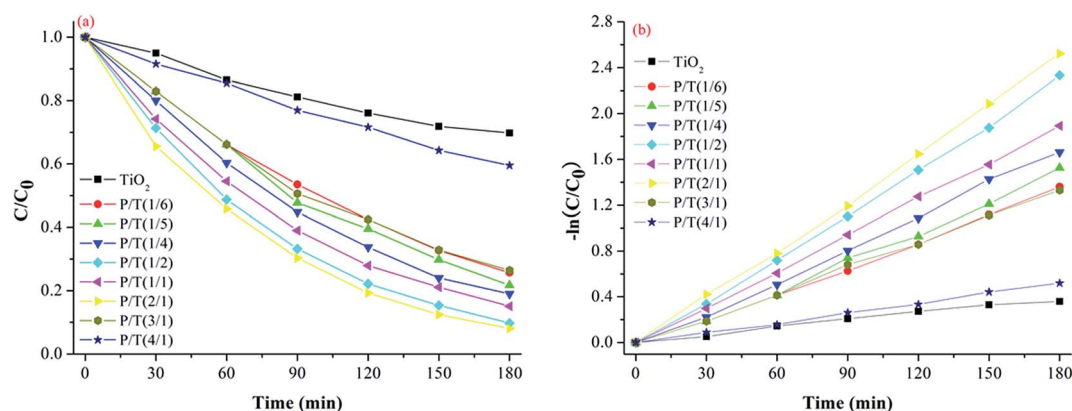 (a)
1.0
0.8
0.6
0.4
0.2
0.0
C/C₀
TiO₂
P/T(1/6)
P/T(1/5)
P/T(1/4)
P/T(1/2)
P/T(1/1)
P/T(2/1)
P/T(3/1)
P/T(4/1)
0 30 60 90 120 150 180
Time (min)
(b)
2.8
2.4
2.0
1.6
1.2
0.8
0.4
0.0
-ln(C/C₀)
TiO₂
P/T(1/6)
P/T(1/5)
P/T(1/4)
P/T(1/2)
P/T(1/1)
P/T(2/1)
P/T(3/1)
P/T(4/1)
0 30 60 90 120 150 180
Time (min)